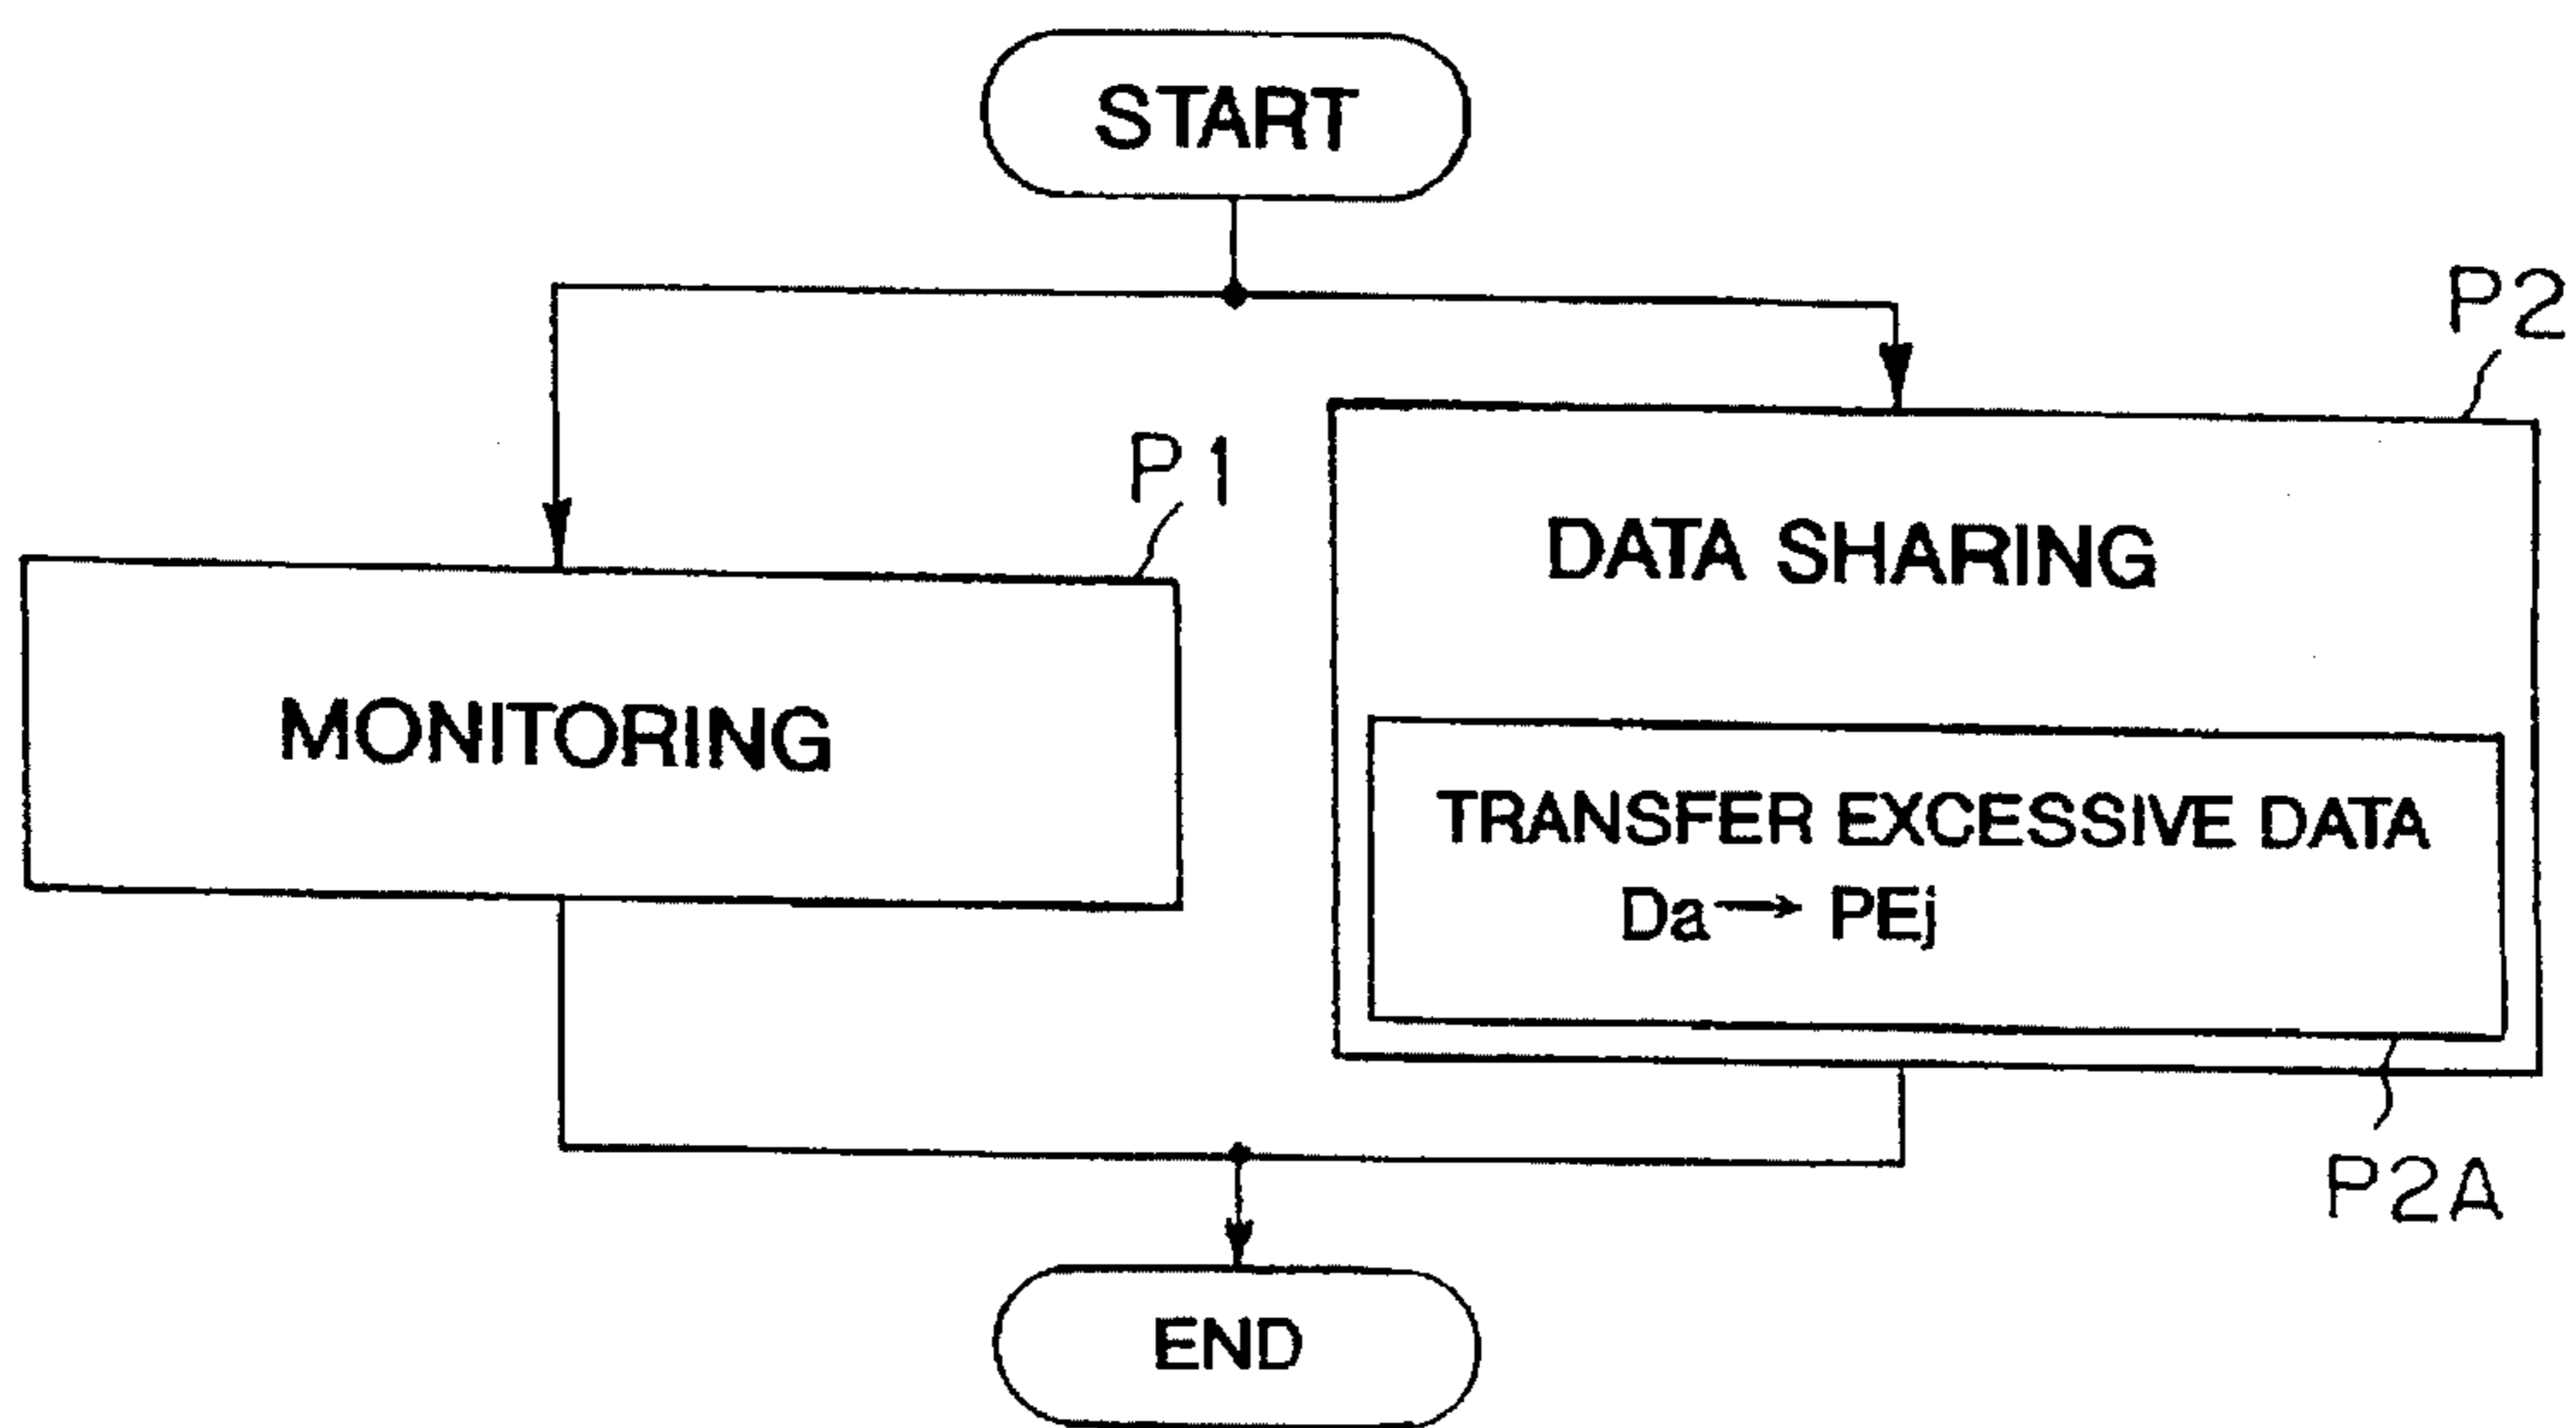 START
P2
P1
DATA SHARING
MONITORING
TRANSFER EXCESSIVE DATA
Da → PEj
P2A
END